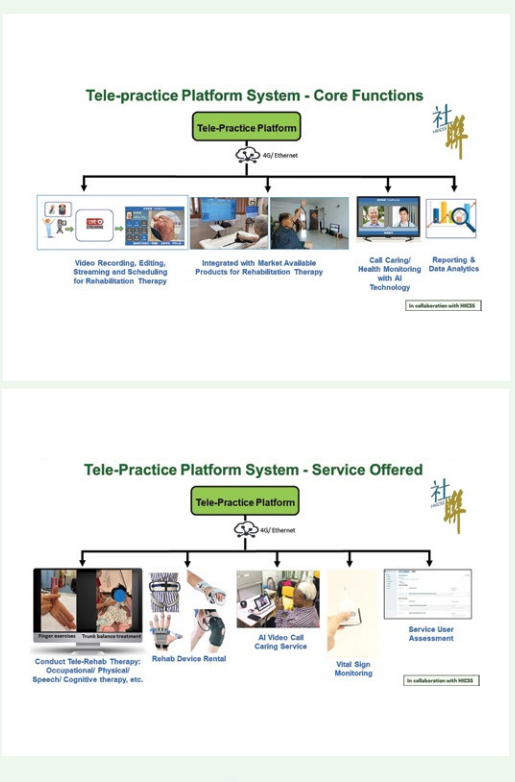 Tele-practice Platform System - Core Functions
Tele-Practice Platform
社
聯
HKCSS
4G/ Ethernet
Video Recording, Editing,
Streaming and Scheduling
for Rehabilitation Therapy
Integrated with Market Available
Products for Rehabilitation Therapy
Call Caring/
Health Monitoring
with AI
Technology
Reporting &
Data Analytics
In collaboration with HKCSS
Tele-Practice Platform System - Service Offered
Tele-Practice Platform
社
聯
HKCSS
4G/ Ethernet
Finger exercises
Trunk balance treatment
Conduct Tele-Rehab Therapy:
Occupational/ Physical/
Speech/ Cognitive therapy, etc.
Rehab Device Rental
AI Video Call
Caring Service
Vital Sign
Monitoring
Service User
Assessment
In collaboration with HKCSS